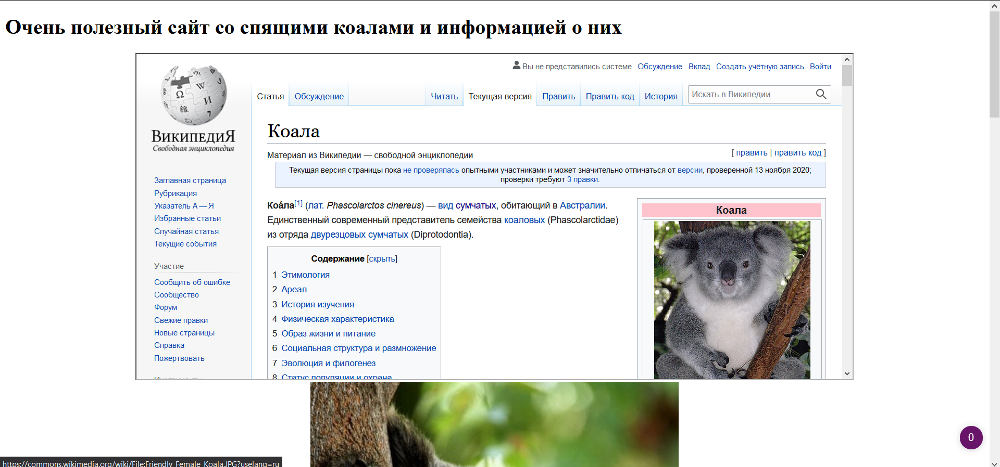 Очень полезный сайт со спящими коалами и информацией о них
Вы не представились системе Обсуждение Вклад Создать учётную запись Войти
Статья Обсуждение Читать Текущая версия Править Править код История Искать в Википедии
ВикипедиЯ
Свободная энциклопедия
Заглавная страница
Рубрикация
Указатель А — Я
Избранные статьи
Случайная статья
Текущие события
Участие
Сообщить об ошибке
Сообщество
Форум
Свежие правки
Новые страницы
Справка
Пожертвовать
Инструменты
Коала
Материал из Википедии — свободной энциклопедии
[ править | править код ]
Текущая версия страницы пока не проверялась опытными участниками и может значительно отличаться от версии, проверенной 13 ноября 2020;
проверки требуют 3 правки.
Коа́ла[1] (лат. Phascolarctos cinereus) — вид сумчатых, обитающий в Австралии.
Единственный современный представитель семейства коаловых (Phascolarctidae)
из отряда двурезцовых сумчатых (Diprotodontia).
Содержание [скрыть]
1 Этимология
2 Ареал
3 История изучения
4 Физическая характеристика
5 Образ жизни и питание
6 Социальная структура и размножение
7 Эволюция и филогенез
8 Статус популяции и охрана
Коала
0
https://commons.wikimedia.org/wiki/File:Friendly_Female_Koala.JPG?uselang=ru